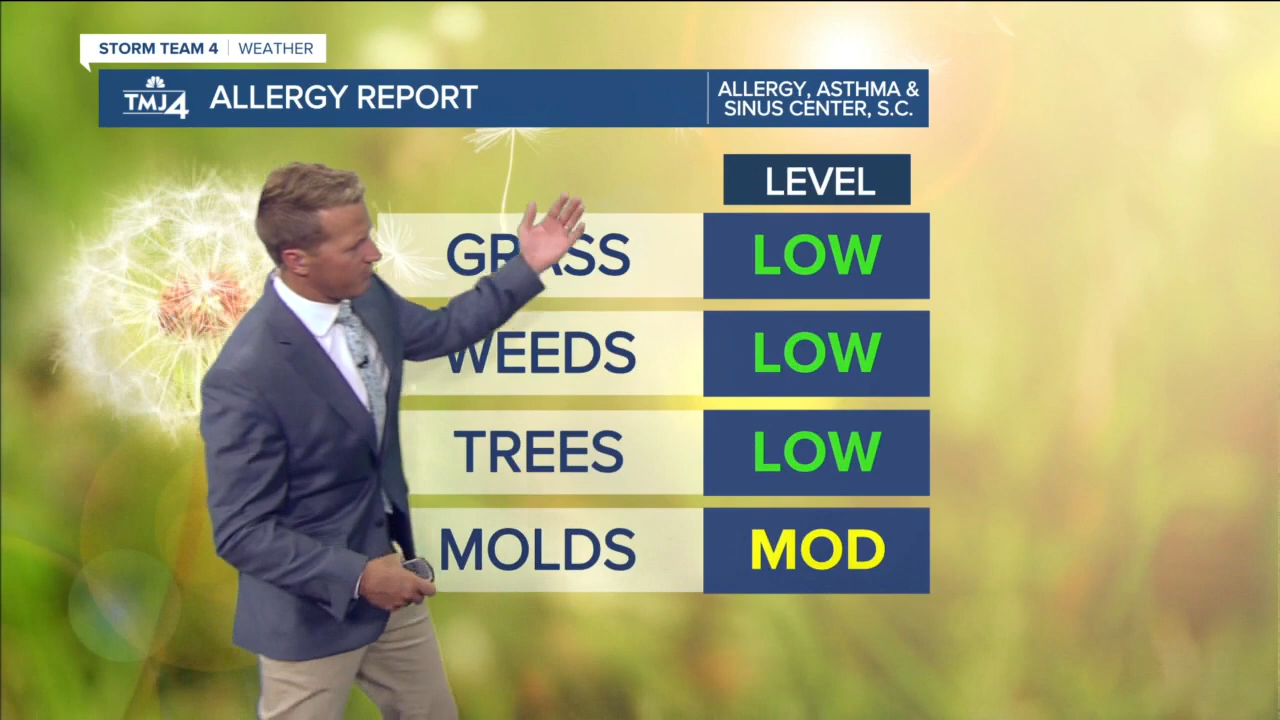 STORM TEAM 4 | WEATHER
TMJ4 ALLERGY REPORT
ALLERGY, ASTHMA &
SINUS CENTER, S.C.
LEVEL
GRASS LOW
WEEDS LOW
TREES LOW
MOLDS MOD